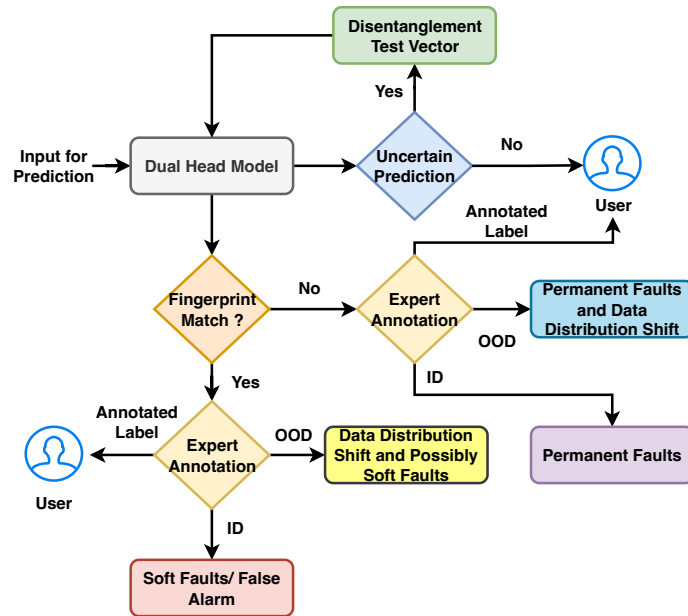 Disentanglement
Test Vector
Yes
Input for
Prediction
Dual Head Model
Uncertain
Prediction
No
User
Annotated
Label
Fingerprint
Match ?
No
Expert
Annotation
OOD
Permanent Faults
and Data
Distribution Shift
ID
Permanent Faults
Yes
Annotated
Label
User
Expert
Annotation
OOD
Data Distribution
Shift and Possibly
Soft Faults
ID
Soft Faults/ False
Alarm